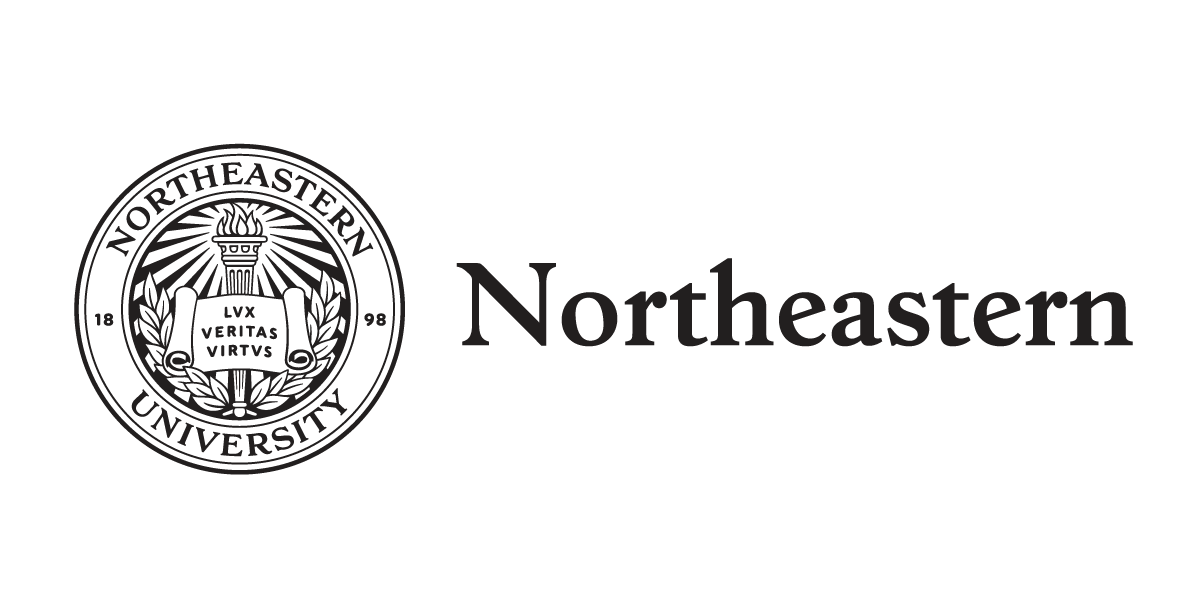 NORTHEASTERN
18
98
LVX
VERITAS
VIRTVS
UNIVERSITY
Northeastern